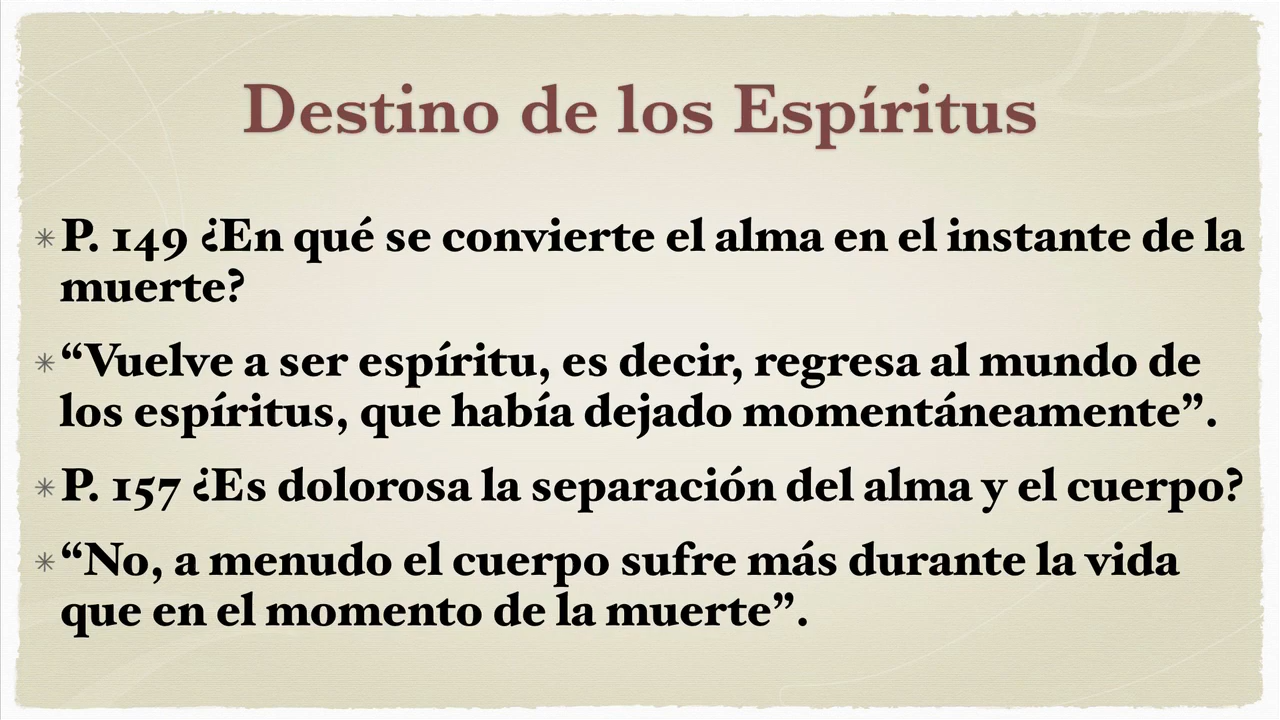 Destino de los Espíritus
P. 149 ¿En qué se convierte el alma en el instante de la
muerte?
“Vuelve a ser espíritu, es decir, regresa al mundo de
los espíritus, que había dejado momentáneamente”.
P. 157 ¿Es dolorosa la separación del alma y el cuerpo?
“No, a menudo el cuerpo sufre más durante la vida
que en el momento de la muerte”.